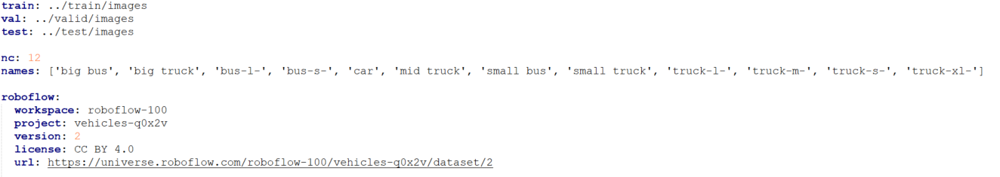 train: ../train/images
val: ../valid/images
test: ../test/images
nc: 12
names: ['big bus', 'big truck', 'bus-l-', 'bus-s-', 'car', 'mid truck', 'small bus', 'small truck', 'truck-l-', 'truck-m-', 'truck-s-', 'truck-xl-']
roboflow:
workspace: roboflow-100
project: vehicles-q0x2v
version: 2
license: CC BY 4.0
url: https://universe.roboflow.com/roboflow-100/vehicles-q0x2v/dataset/2